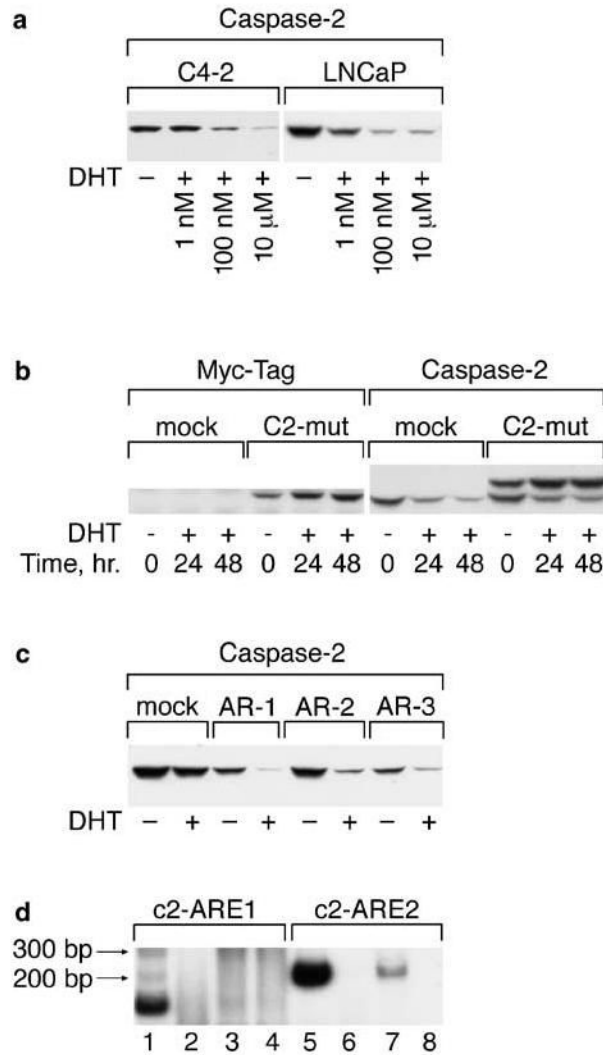 a
Caspase-2
C4-2 LNCaP
DHT − + + + − + + +
1 nM 100 nM 10 µM 1 nM 100 nM 10 µM
b
Myc-Tag Caspase-2
mock C2-mut mock C2-mut
DHT - + + - + + - + + - + +
Time, hr. 0 24 48 0 24 48 0 24 48 0 24 48
c
Caspase-2
mock AR-1 AR-2 AR-3
DHT − + − + − + − +
d
c2-ARE1 c2-ARE2
300 bp
200 bp
1 2 3 4 5 6 7 8